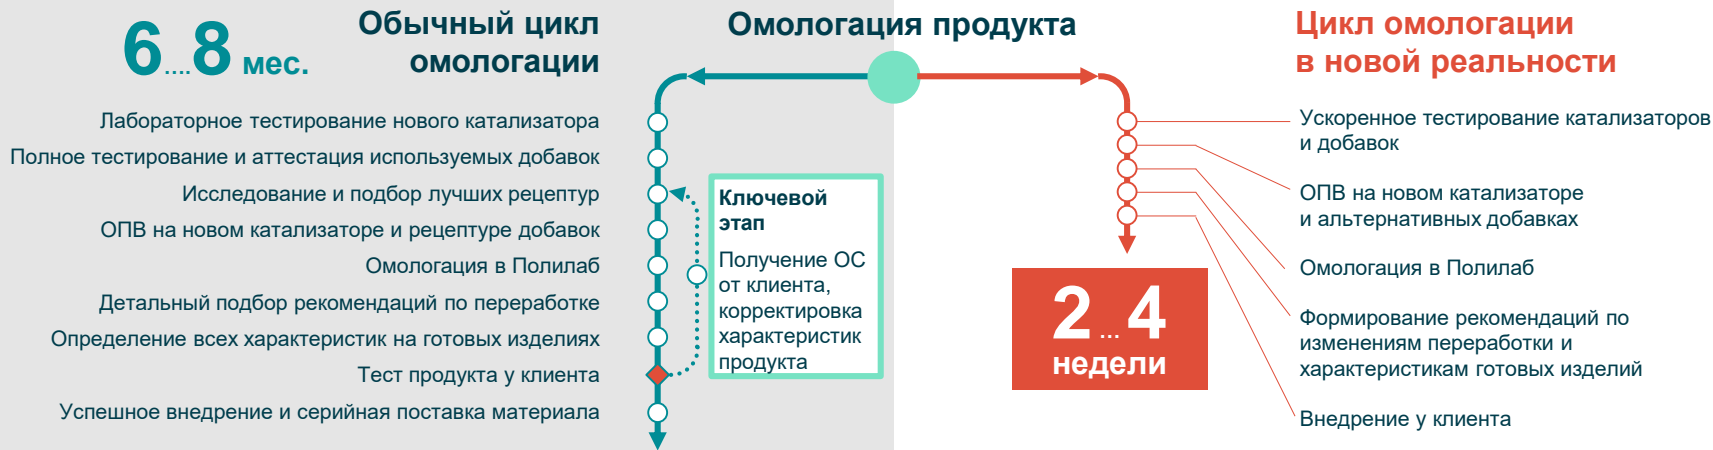 Омологация продукта
6....8 мес.
Обычный цикл
омологации
Лабораторное тестирование нового катализатора
Полное тестирование и аттестация используемых добавок
Исследование и подбор лучших рецептур
ОПВ на новом катализаторе и рецептуре добавок
Омологация в Полилаб
Детальный подбор рекомендаций по переработке
Определение всех характеристик на готовых изделиях
Тест продукта у клиента
Успешное внедрение и серийная поставка материала
Ключевой
этап
Получение ОС
от клиента,
корректировка
характеристик
продукта
Цикл омологации
в новой реальности
Ускоренное тестирование катализаторов
и добавок
ОПВ на новом катализаторе
и альтернативных добавках
Омологация в Полилаб
Формирование рекомендаций по
изменениям переработки и
характеристикам готовых изделий
Внедрение у клиента
2...4
недели